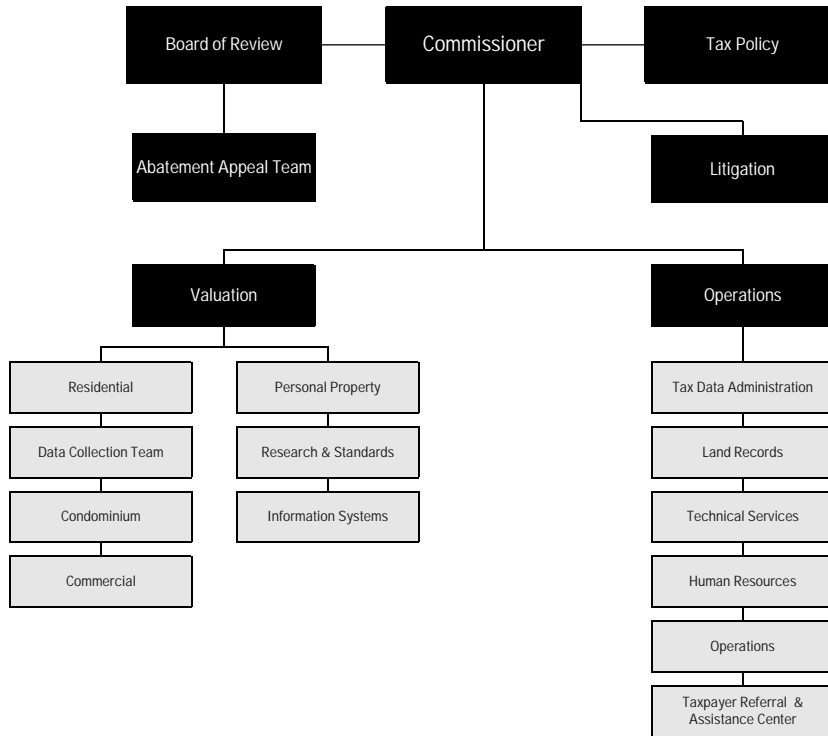 Board of Review
Commissioner
Tax Policy
Abatement Appeal Team
Litigation
Valuation
Operations
Residential
Personal Property
Tax Data Administration
Data Collection Team
Research & Standards
Land Records
Condominium
Information Systems
Technical Services
Commercial
Human Resources
Operations
Taxpayer Referral &
Assistance Center